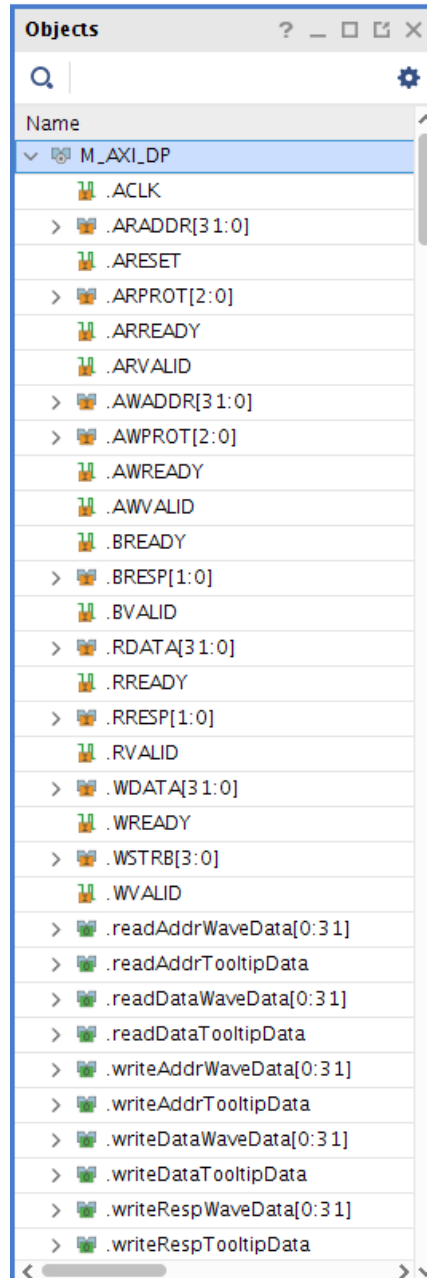 Objects
?
Name
M_AXI_DP
.ACLK
.ARADDR[31:0]
.ARESET
.ARPROT[2:0]
.ARREADY
.ARVALID
.AWADDR[31:0]
.AWPROT[2:0]
.AWREADY
.AWVALID
.BREADY
.BRESP[1:0]
.BVALID
.RDATA[31:0]
.RREADY
.RRESP[1:0]
.RVALID
.WDATA[31:0]
.WREADY
.WSTRB[3:0]
.WVALID
.readAddrWaveData[0:31]
.readAddrTooltipData
.readDataWaveData[0:31]
.readDataTooltipData
.writeAddrWaveData[0:31]
.writeAddrTooltipData
.writeDataWaveData[0:31]
.writeDataTooltipData
.writeRespWaveData[0:31]
.writeRespTooltipData